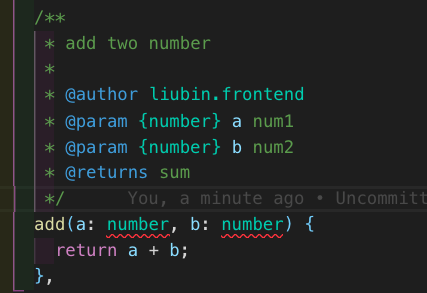 /**
 * add two number
 *
 * @author liubin.frontend
 * @param {number} a num1
 * @param {number} b num2
 * @returns sum
 */ You, a minute ago • Uncommitt
add(a: number, b: number) {
  return a + b;
},